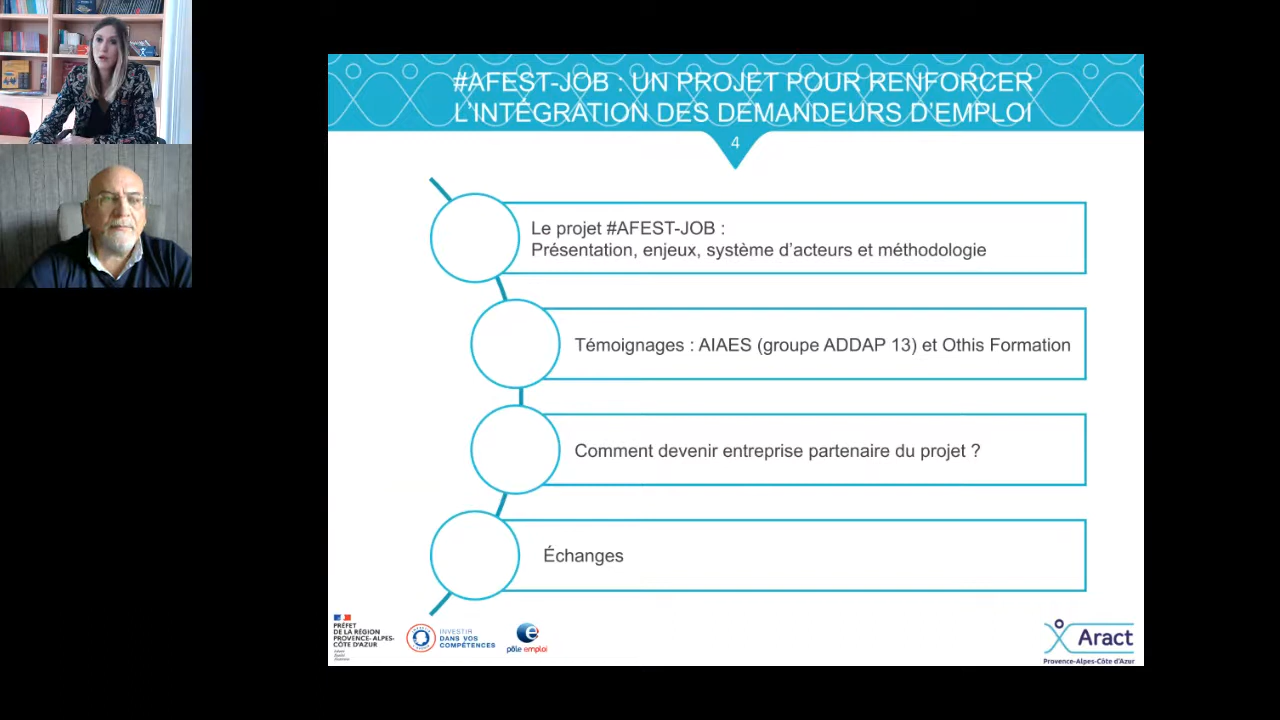 #AFEST-JOB : UN PROJET POUR RENFORCER
L'INTÉGRATION DES DEMANDEURS D'EMPLOI
4
Le projet #AFEST-JOB :
Présentation, enjeux, système d'acteurs et méthodologie
Témoignages : AIAES (groupe ADDAP 13) et Othis Formation
Comment devenir entreprise partenaire du projet ?
Échanges
PRÉFET
DE LA RÉGION
PROVENCE-ALPES-
CÔTE D'AZUR
INVESTIR
DANS VOS
COMPÉTENCES
pôle emploi
Aract
Provence-Alpes-Côte d'Azur